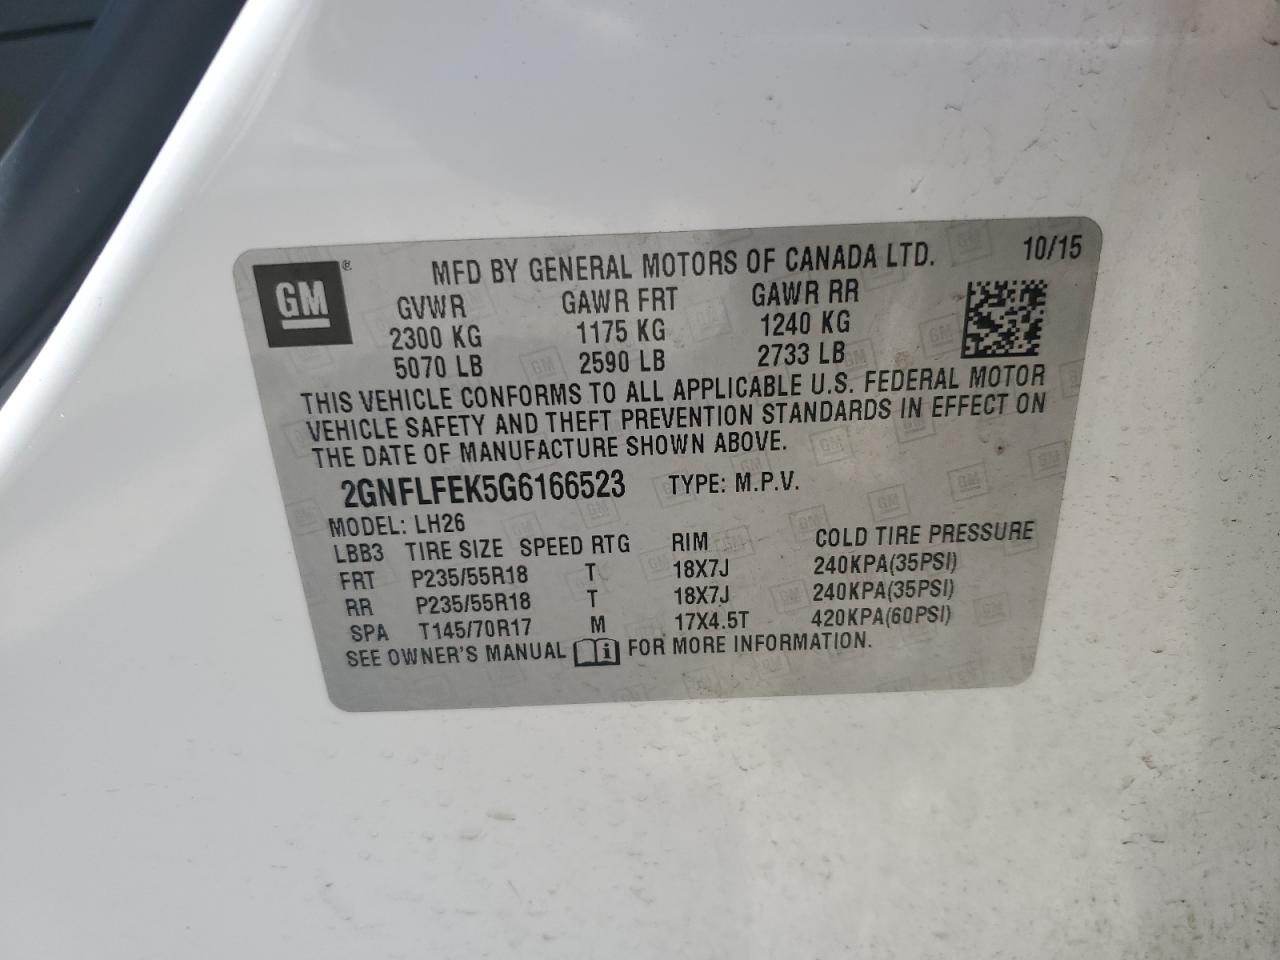 GM ®
MFD BY GENERAL MOTORS OF CANADA LTD. 10/15
GVWR GAWR FRT GAWR RR
2300 KG 1175 KG 1240 KG
5070 LB 2590 LB 2733 LB
THIS VEHICLE CONFORMS TO ALL APPLICABLE U.S. FEDERAL MOTOR
VEHICLE SAFETY AND THEFT PREVENTION STANDARDS IN EFFECT ON
THE DATE OF MANUFACTURE SHOWN ABOVE.
2GNFLFEK5G6166523 TYPE: M.P.V.
MODEL: LH26
LBB3 TIRE SIZE SPEED RTG RIM COLD TIRE PRESSURE
FRT P235/55R18 T 18X7J 240KPA(35PSI)
RR P235/55R18 T 18X7J 240KPA(35PSI)
SPA T145/70R17 M 17X4.5T 420KPA(60PSI)
SEE OWNER'S MANUAL i FOR MORE INFORMATION.